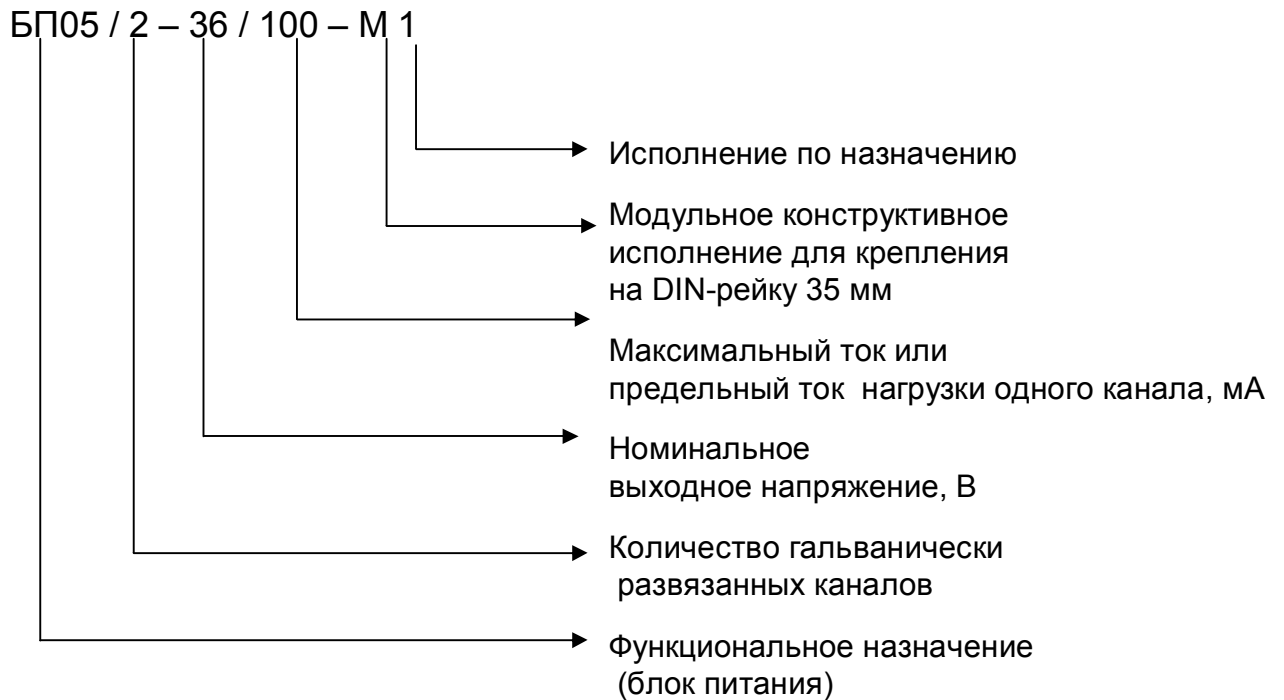 БП05 / 2 – 36 / 100 – М 1
Исполнение по назначению
Модульное конструктивное
исполнение для крепления
на DIN-рейку 35 мм
Максимальный ток или
предельный ток нагрузки одного канала, мА
Номинальное
выходное напряжение, В
Количество гальванически
развязанных каналов
Функциональное назначение
(блок питания)